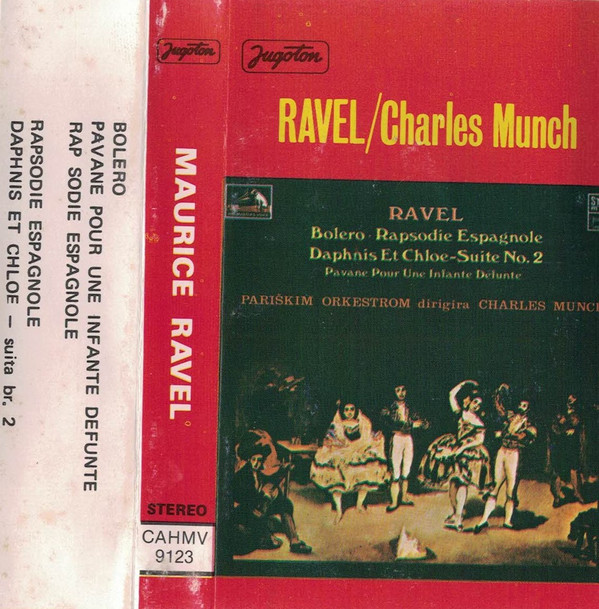 BOLERO
PAVANE POUR UNE INFANTE DEFUNTE
RAP SODIE ESPAGNOLE
RAPSODIE ESPAGNOLE
DAPHNIS ET CHLOE — suita br. 2
Jugoton
MAURICE RAVEL
STEREO
CAHMV
9123
Jugoton
RAVEL/Charles Munch
RAVEL
Bolero · Rapsodie Espagnole
Daphnis Et Chloe-Suite No. 2
Pavane Pour Une Infante Defunte
PARIŠKIM ORKESTROM dirigira CHARLES MUNCH